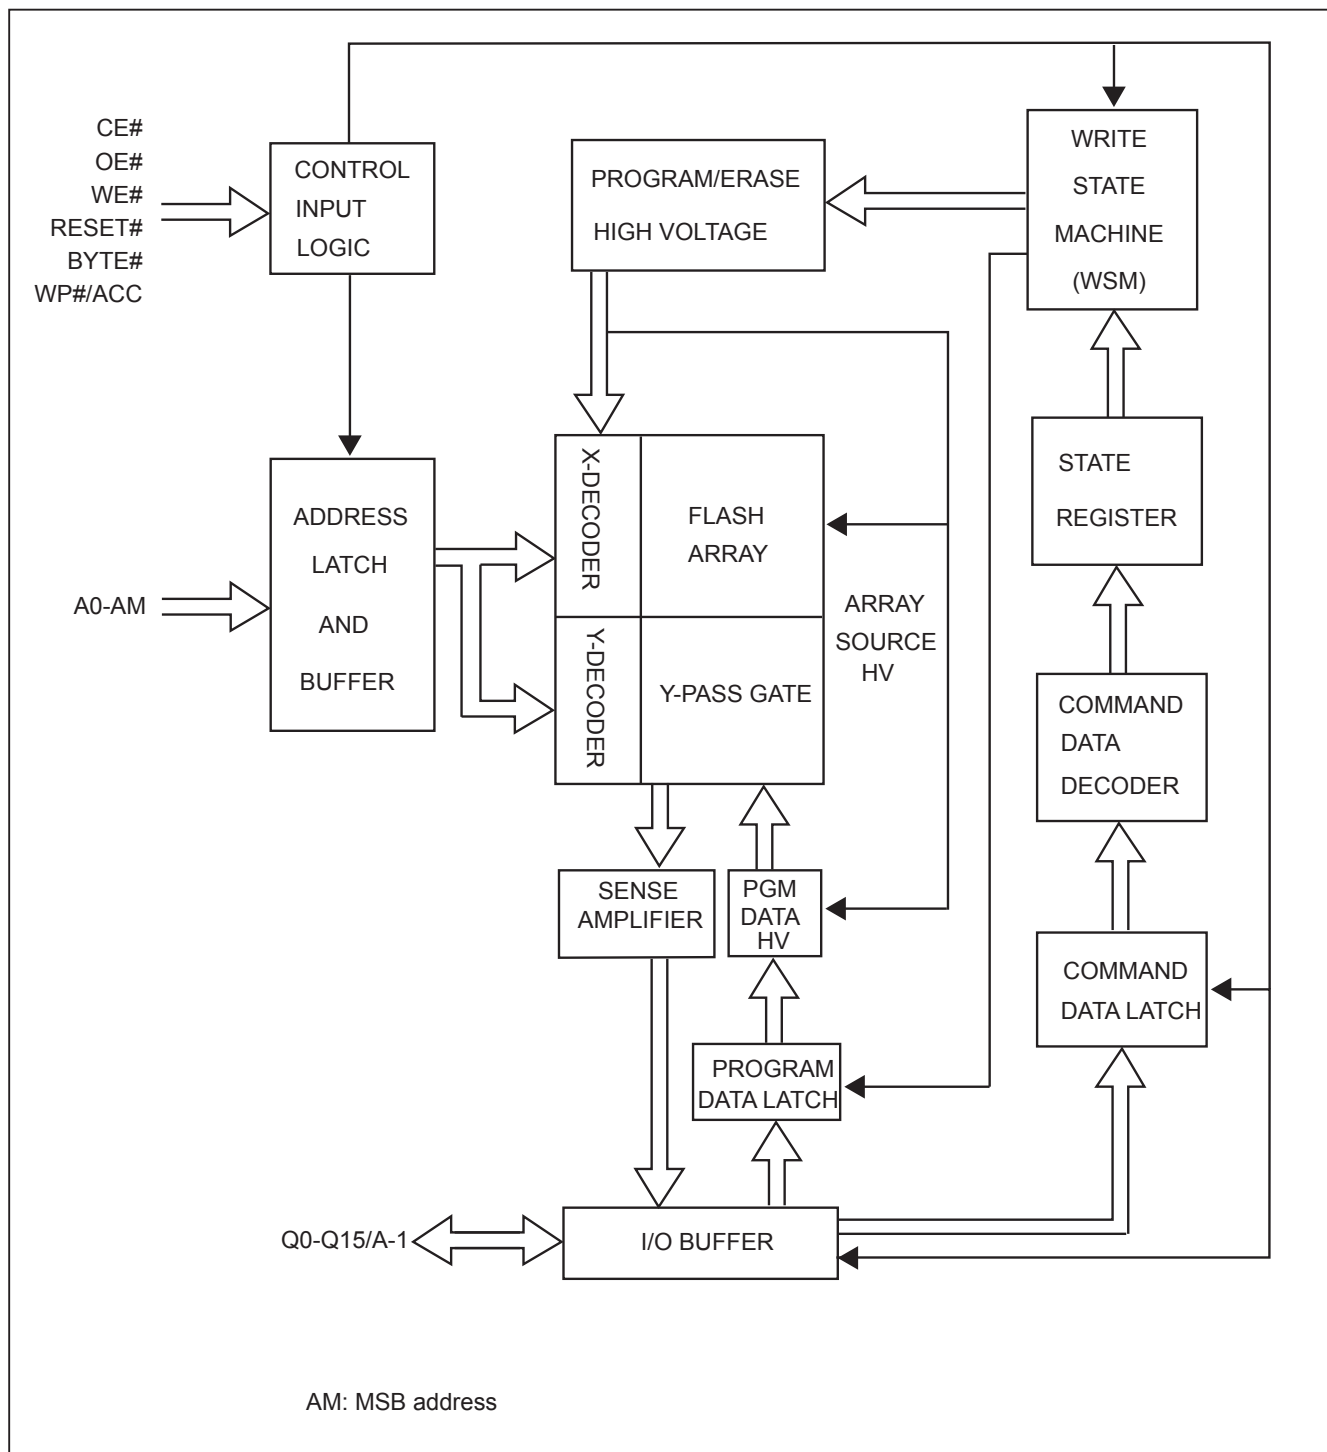 CE#
OE#
WE#
RESET#
BYTE#
WP#/ACC
CONTROL
INPUT
LOGIC
PROGRAM/ERASE
HIGH VOLTAGE
WRITE
STATE
MACHINE
(WSM)
STATE
REGISTER
A0-AM
ADDRESS
LATCH
AND
BUFFER
X-DECODER
FLASH
ARRAY
Y-DECODER
Y-PASS GATE
ARRAY
SOURCE
HV
COMMAND
DATA
DECODER
SENSE
AMPLIFIER
PGM
DATA
HV
COMMAND
DATA LATCH
PROGRAM
DATA LATCH
Q0-Q15/A-1
I/O BUFFER
AM: MSB address